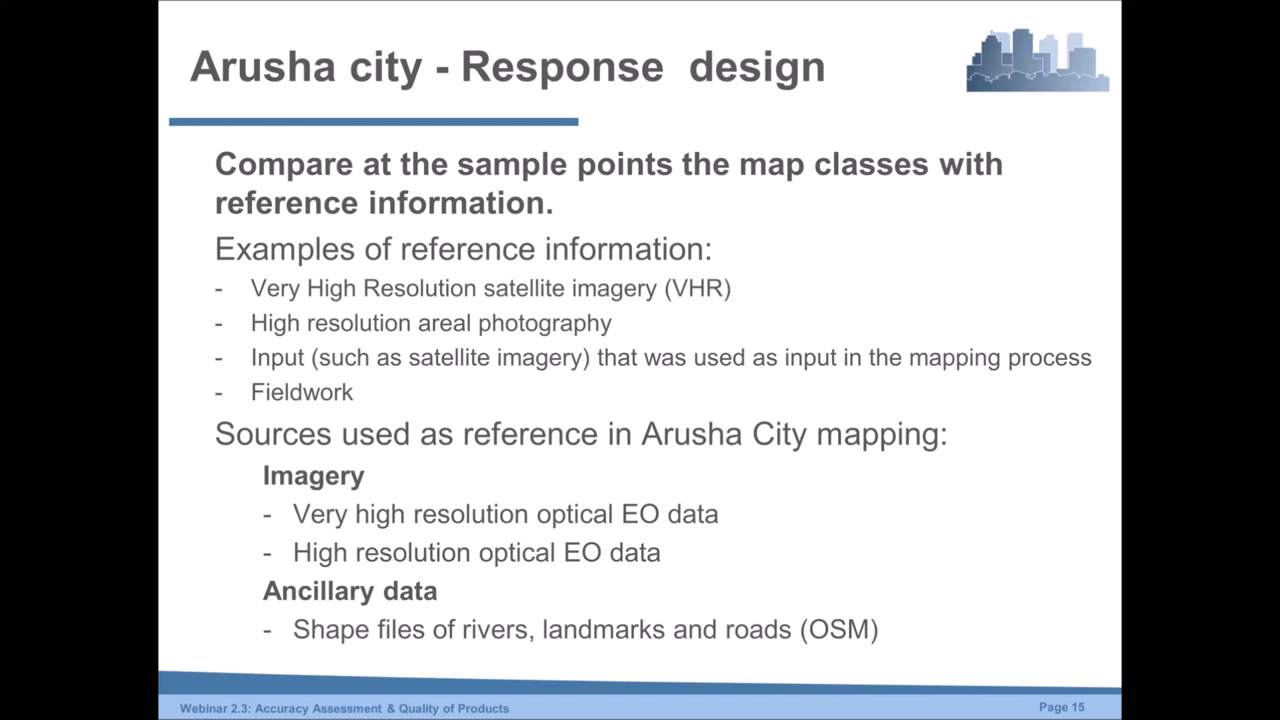 Arusha city - Response design
Compare at the sample points the map classes with
reference information.
Examples of reference information:
- Very High Resolution satellite imagery (VHR)
- High resolution areal photography
- Input (such as satellite imagery) that was used as input in the mapping process
- Fieldwork
Sources used as reference in Arusha City mapping:
Imagery
- Very high resolution optical EO data
- High resolution optical EO data
Ancillary data
- Shape files of rivers, landmarks and roads (OSM)
Webinar 2.3: Accuracy Assessment & Quality of Products
Page 15